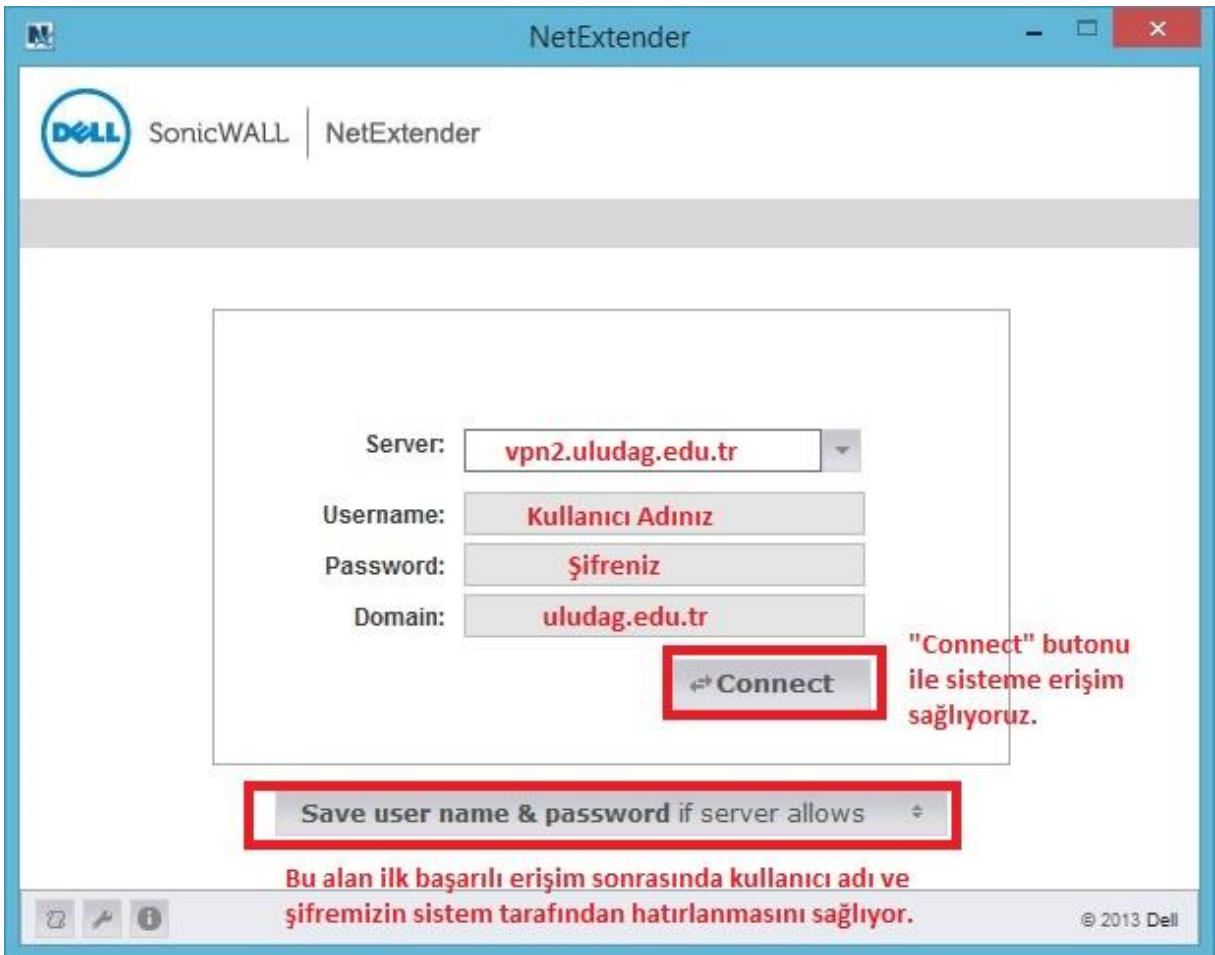 NetExtender
DELL SonicWALL NetExtender
Server: vpn2.uludag.edu.tr
Username: Kullanıcı Adınız
Password: Şifreniz
Domain: uludag.edu.tr
Connect
"Connect" butonu
ile sisteme erişim
sağlıyoruz.
Save user name & password if server allows
Bu alan ilk başarılı erişim sonrasında kullanıcı adı ve
şifremizin sistem tarafından hatırlanmasını sağlıyor.
© 2013 Dell